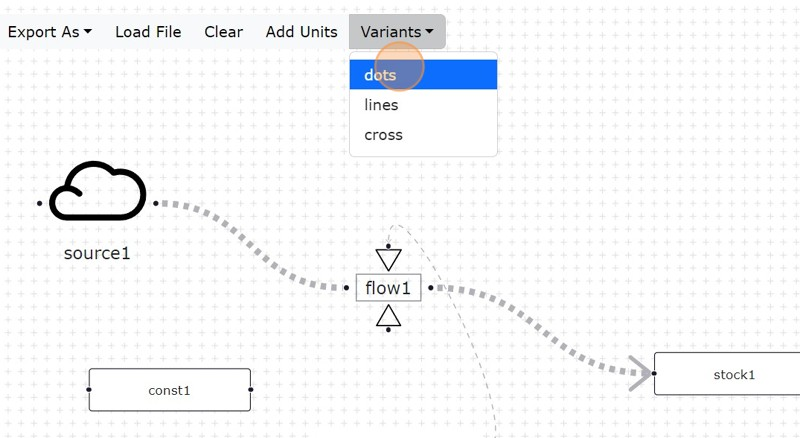 Export As Load File Clear Add Units Variants
dots
lines
cross
source1
flow1
stock1
const1